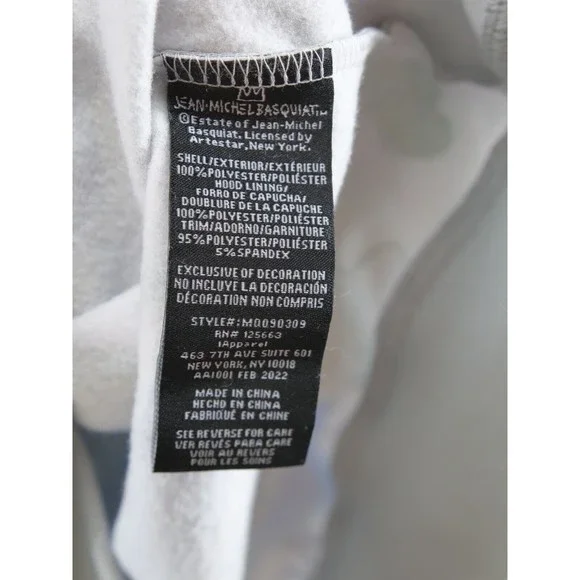 JEAN-MICHEL BASQUIAT™
©Estate of Jean-Michel
Basquiat. Licensed by
Artestar, New York.
SHELL/EXTERIOR/EXTÉRIEUR
100% POLYESTER/POLIÉSTER
HOOD LINING/
FORRO DE CAPUCHA/
DOUBLURE DE LA CAPUCHE
100% POLYESTER/POLIÉSTER
TRIM/ADORNO/GARNITURE
95% POLYESTER/POLIÉSTER
5% SPANDEX
EXCLUSIVE OF DECORATION
NO INCLUYE LA DECORACIÓN
DÉCORATION NON COMPRIS
STYLE#: MQ090309
RN# 125663
1Apparel
463 7TH AVE SUITE 601
NEW YORK, NY 10018
AA1001 FEB 2022
MADE IN CHINA
HECHO EN CHINA
FABRIQUÉ EN CHINE
SEE REVERSE FOR CARE
VER REVÉS PARA CARE
VOIR AU REVERS
POUR LES SOINS